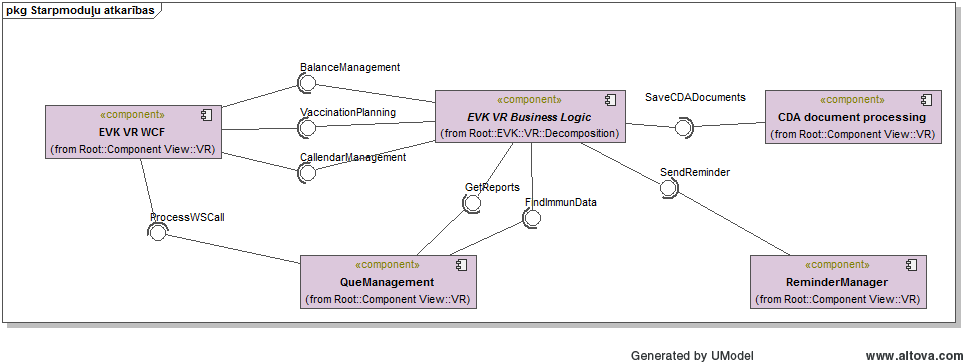 pkg Starpmoduļu atkarības
BalanceManagement
«component»
EVK VR WCF
(from Root::Component View::VR)
VaccinationPlanning
CallendarManagement
«component»
EVK VR Business Logic
(from Root::EVK::VR::Decomposition)
SaveCDADocuments
«component»
CDA document processing
(from Root::Component View::VR)
GetReports
SendReminder
FindImmunData
ProcessWSCall
«component»
QueManagement
(from Root::Component View::VR)
«component»
ReminderManager
(from Root::Component View::VR)
Generated by UModel
www.altova.com